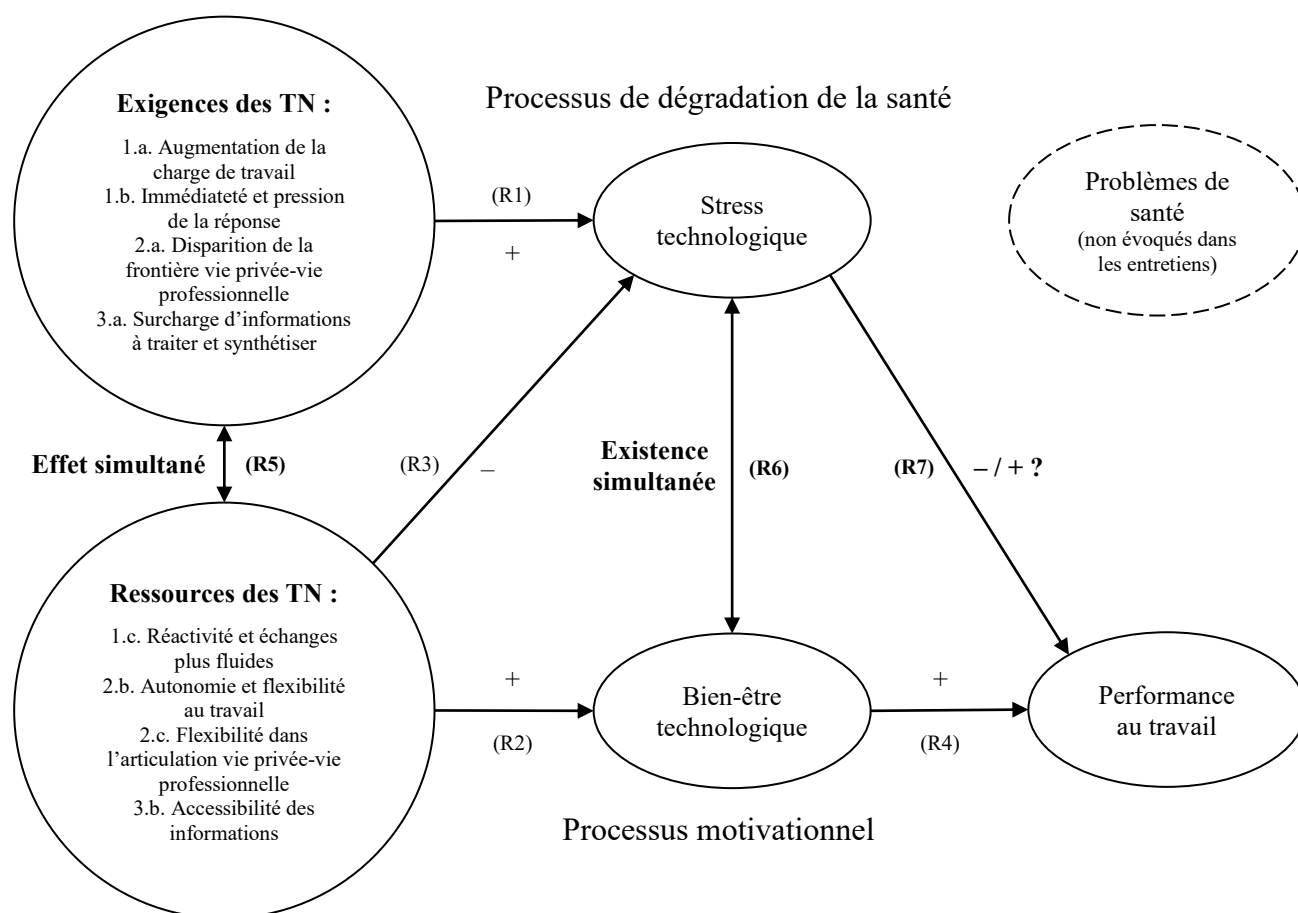 Exigences des TN :
1.a. Augmentation de la
charge de travail
1.b. Immédiateté et pression
de la réponse
2.a. Disparition de la
frontière vie privée-vie
professionnelle
3.a. Surcharge d’informations
à traiter et synthétiser
Processus de dégradation de la santé
(R1)
+
Stress
technologique
Problèmes de
santé
(non évoqués dans
les entretiens)
Effet simultané
(R5)
(R3)
–
Existence
simultanée
(R6)
(R7)
– / + ?
Ressources des TN :
1.c. Réactivité et échanges
plus fluides
2.b. Autonomie et flexibilité
au travail
2.c. Flexibilité dans
l’articulation vie privée-vie
professionnelle
3.b. Accessibilité des
informations
+
(R2)
Bien-être
technologique
+
(R4)
Performance
au travail
Processus motivationnel